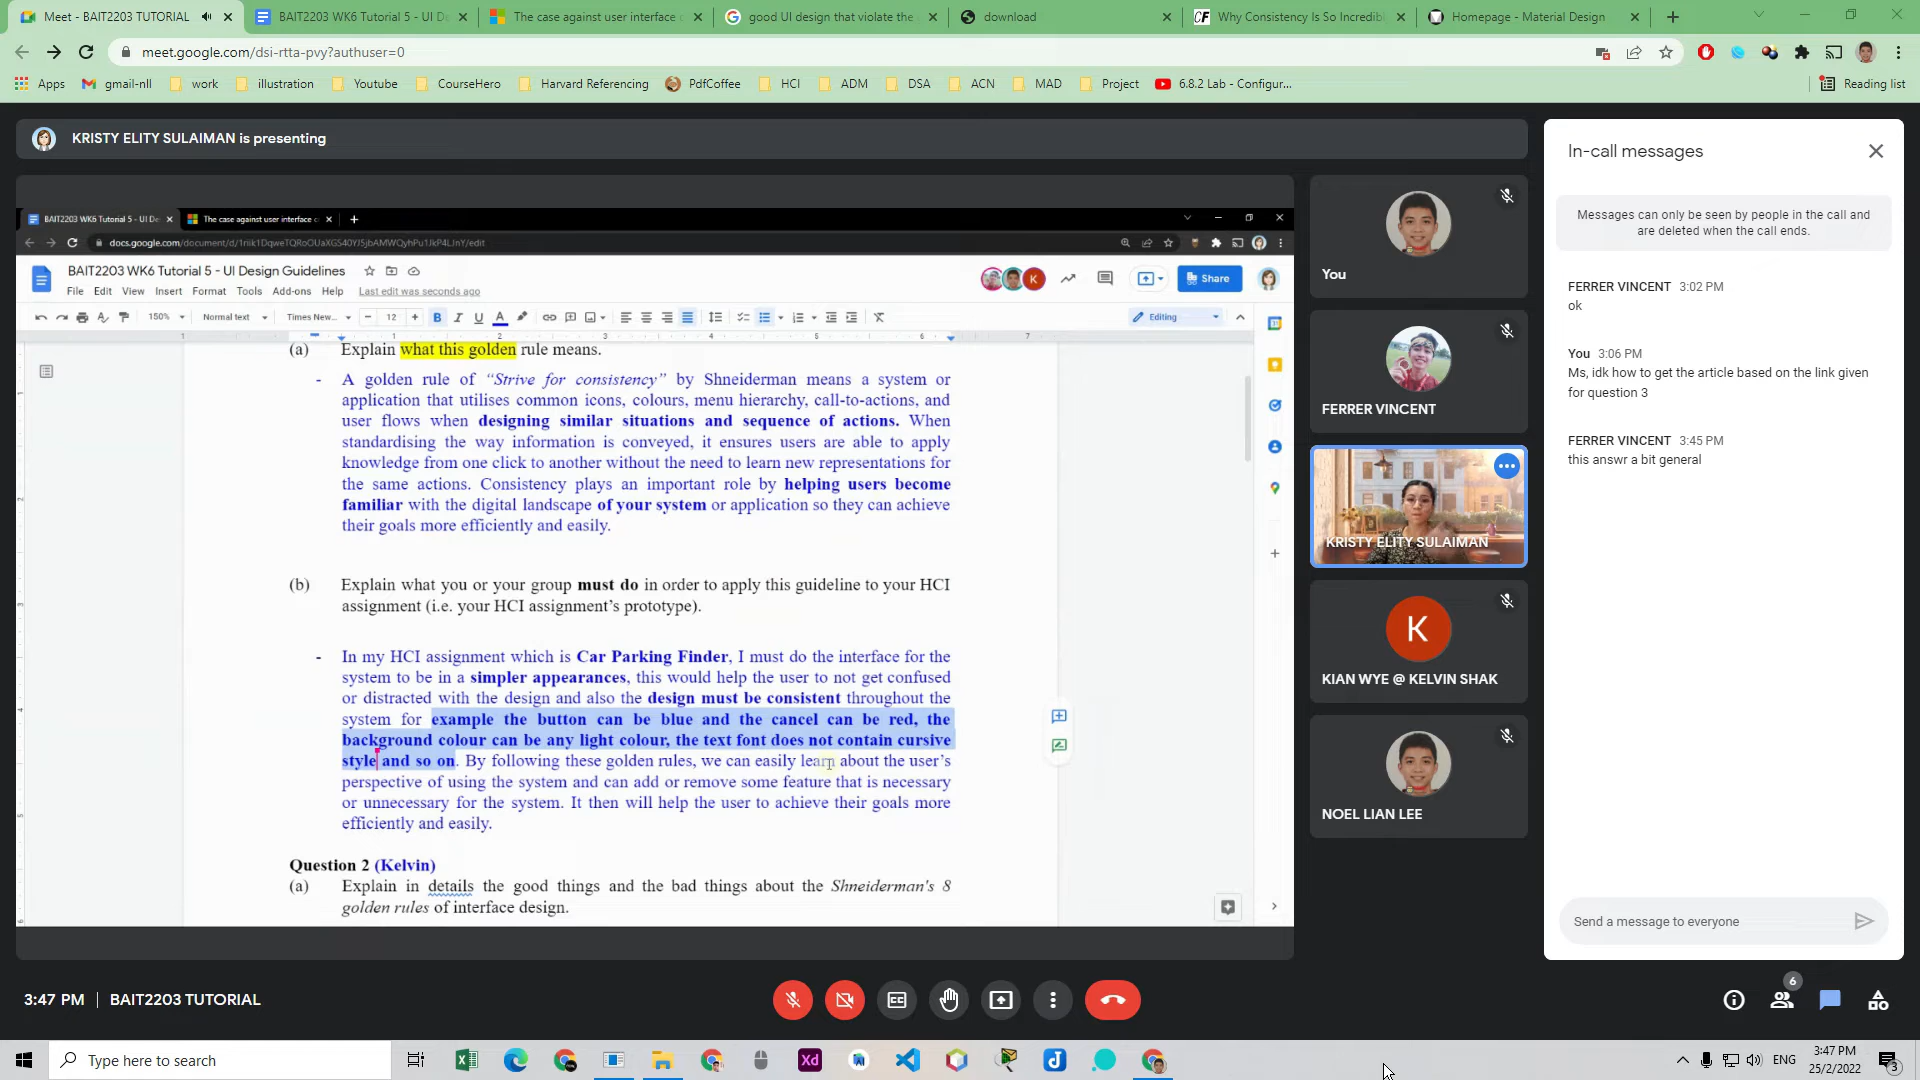 Meet - BAIT2203 TUTORIAL
BAIT2203 WK6 Tutorial 5 - UI De
The case against user interface c
good UI design that violate the
download
Why Consistency Is So Incredib
Homepage - Material Design
meet.google.com/dsi-rtta-pvy?authuser=0
Apps
gmail-nll
work
illustration
Youtube
CourseHero
Harvard Referencing
PdfCoffee
HCI
ADM
DSA
ACN
MAD
Project
6.8.2 Lab - Configur...
Reading list
KRISTY ELITY SULAIMAN is presenting
BAIT2203 WK6 Tutorial 5 - UI De
The case against user interface c
BAIT2203 WK6 Tutorial 5 - UI Design Guidelines
Share
File Edit View Insert Format Tools Add-ons Help Last edit was seconds ago
150% Normal text Times New... 12 Editing
(a) Explain what this golden rule means.
- A golden rule of “Strive for consistency” by Shneiderman means a system or
application that utilises common icons, colours, menu hierarchy, call-to-actions, and
user flows when designing similar situations and sequence of actions. When
standardising the way information is conveyed, it ensures users are able to apply
knowledge from one click to another without the need to learn new representations for
the same actions. Consistency plays an important role by helping users become
familiar with the digital landscape of your system or application so they can achieve
their goals more efficiently and easily.
(b) Explain what you or your group must do in order to apply this guideline to your HCI
assignment (i.e. your HCI assignment’s prototype).
- In my HCI assignment which is Car Parking Finder, I must do the interface for the
system to be in a simpler appearances, this would help the user to not get confused
or distracted with the design and also the design must be consistent throughout the
system for example the button can be blue and the cancel can be red, the
background colour can be any light colour, the text font does not contain cursive
style and so on. By following these golden rules, we can easily learn about the user’s
perspective of using the system and can add or remove some feature that is necessary
or unnecessary for the system. It then will help the user to achieve their goals more
efficiently and easily.
Question 2 (Kelvin)
(a) Explain in details the good things and the bad things about the Shneiderman's 8
golden rules of interface design.
You
FERRER VINCENT
KRISTY ELITY SULAIMAN
K
KIAN WYE @ KELVIN SHAK
NOEL LIAN LEE
In-call messages
Messages can only be seen by people in the call and
are deleted when the call ends.
FERRER VINCENT 3:02 PM
ok
You 3:06 PM
Ms, idk how to get the article based on the link given
for question 3
FERRER VINCENT 3:45 PM
this answr a bit general
Send a message to everyone
3:47 PM | BAIT2203 TUTORIAL
6
Type here to search
Xd
ENG
3:47 PM
25/2/2022
3